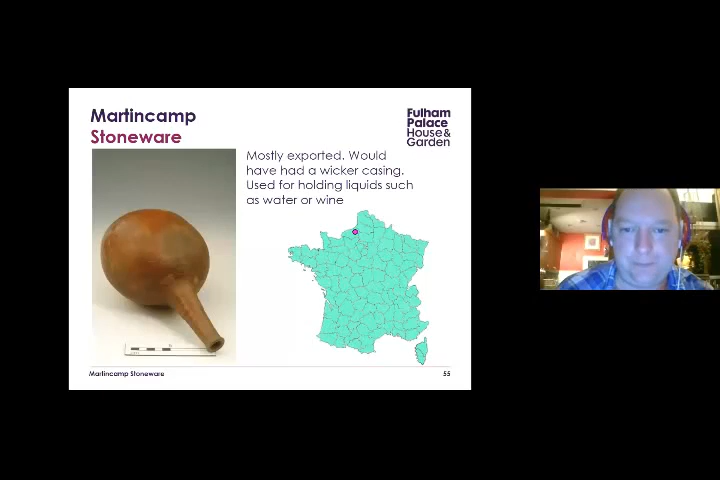 Martincamp
Stoneware
Fulham
Palace
House&
Garden
Mostly exported. Would
have had a wicker casing.
Used for holding liquids such
as water or wine
Martincamp Stoneware
55